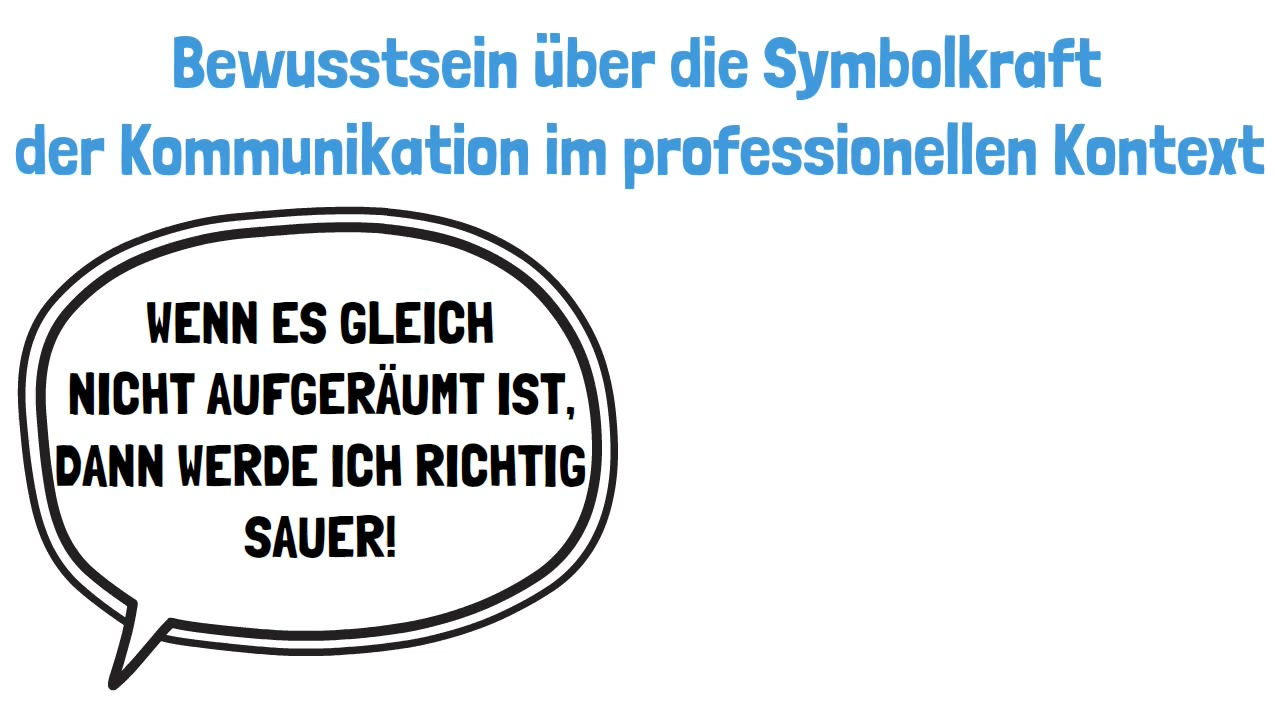 Bewusstsein über die Symbolkraft
der Kommunikation im professionellen Kontext
WENN ES GLEICH
NICHT AUFGERÄUMT IST,
DANN WERDE ICH RICHTIG
SAUER!